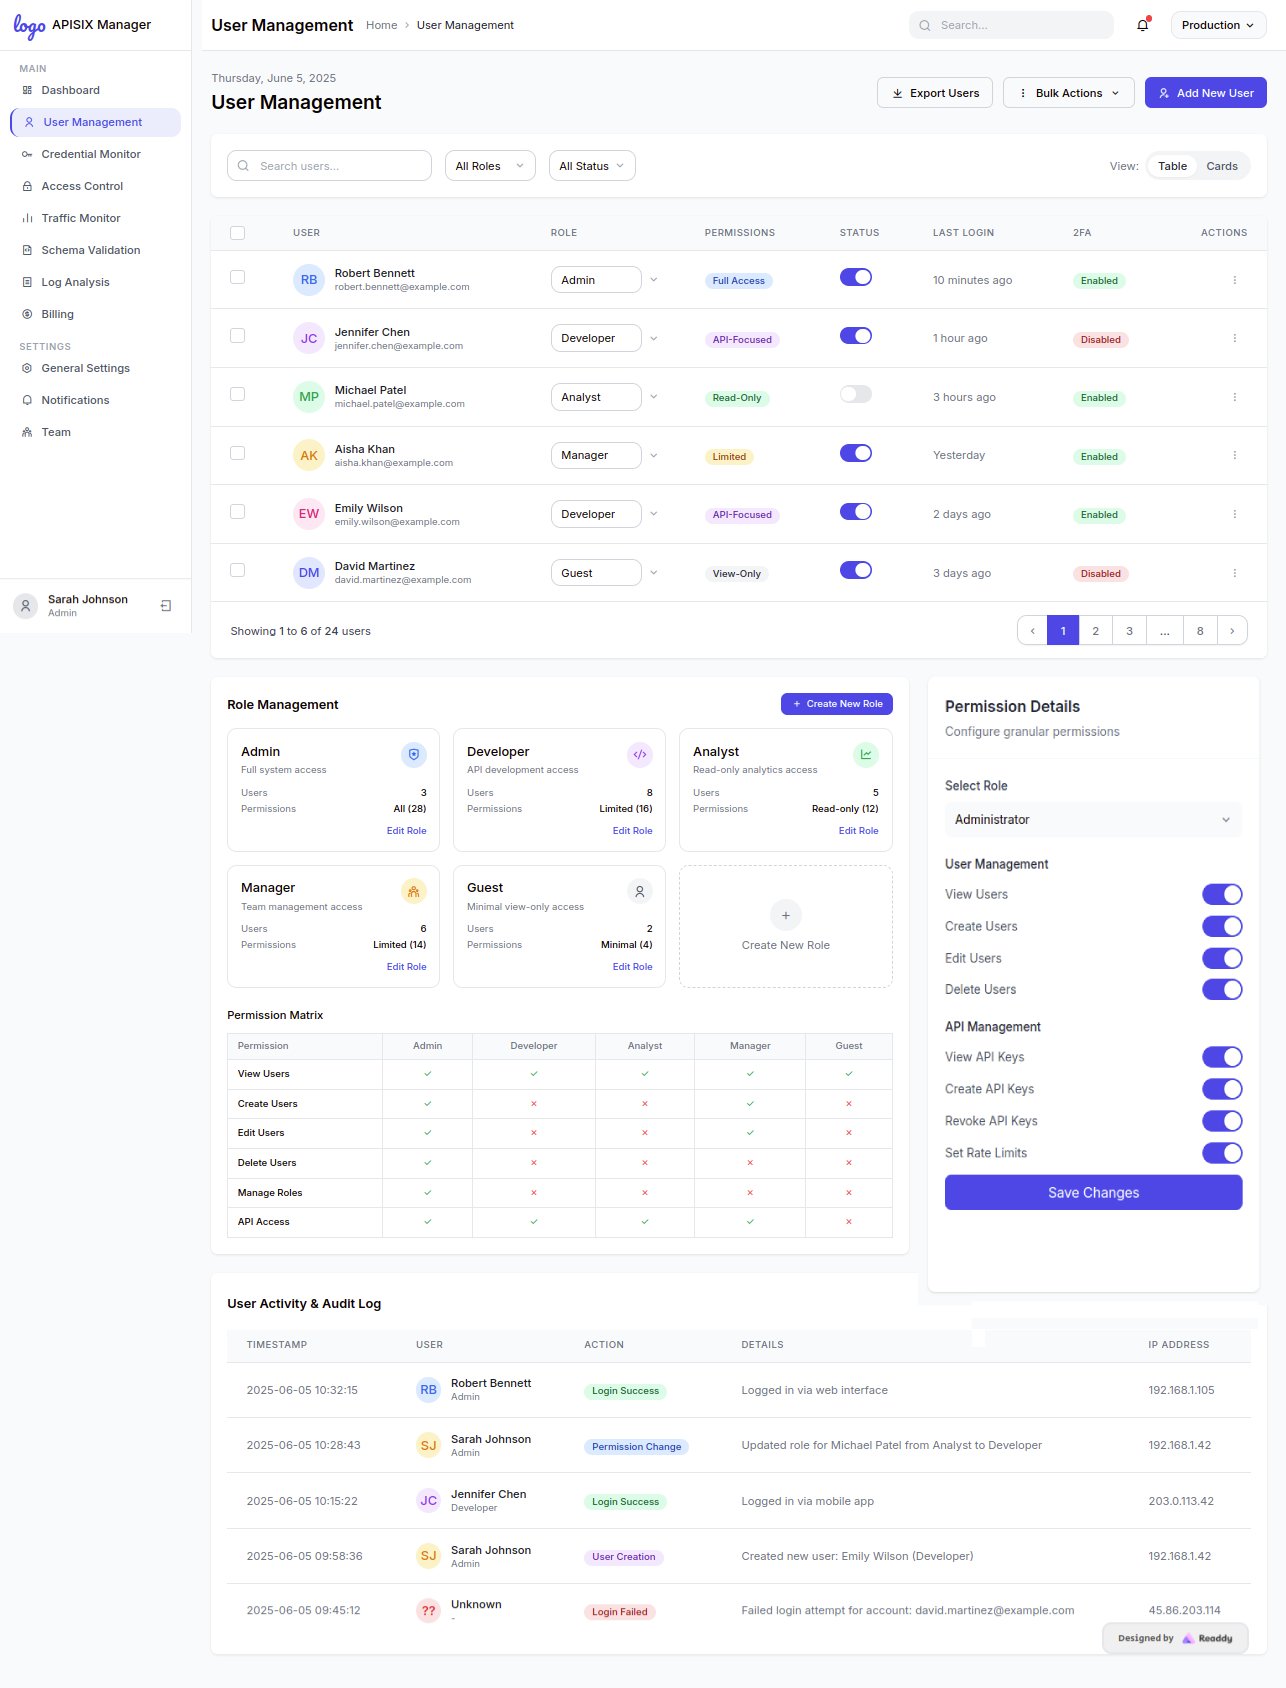 logo APISIX Manager
User Management Home › User Management
Search...
Production
MAIN
Dashboard
User Management
Credential Monitor
Access Control
Traffic Monitor
Schema Validation
Log Analysis
Billing
SETTINGS
General Settings
Notifications
Team
Sarah Johnson
Admin
Thursday, June 5, 2025
User Management
Export Users
Bulk Actions
Add New User
Search users...
All Roles
All Status
View: Table Cards
USER ROLE PERMISSIONS STATUS LAST LOGIN 2FA ACTIONS
RB Robert Bennett Admin Full Access 10 minutes ago Enabled
robert.bennett@example.com
JC Jennifer Chen Developer API-Focused 1 hour ago Disabled
jennifer.chen@example.com
MP Michael Patel Analyst Read-Only 3 hours ago Enabled
michael.patel@example.com
AK Aisha Khan Manager Limited Yesterday Enabled
aisha.khan@example.com
EW Emily Wilson Developer API-Focused 2 days ago Enabled
emily.wilson@example.com
DM David Martinez Guest View-Only 3 days ago Disabled
david.martinez@example.com
Showing 1 to 6 of 24 users
‹ 1 2 3 ... 8 ›
Role Management
+ Create New Role
Admin
Full system access
Users 3
Permissions All (28)
Edit Role
Developer
API development access
Users 8
Permissions Limited (16)
Edit Role
Analyst
Read-only analytics access
Users 5
Permissions Read-only (12)
Edit Role
Manager
Team management access
Users 6
Permissions Limited (14)
Edit Role
Guest
Minimal view-only access
Users 2
Permissions Minimal (4)
Edit Role
+
Create New Role
Permission Matrix
Permission Admin Developer Analyst Manager Guest
View Users ✓ ✓ ✓ ✓ ✓
Create Users ✓ × × ✓ ×
Edit Users ✓ × × ✓ ×
Delete Users ✓ × × × ×
Manage Roles ✓ × × × ×
API Access ✓ ✓ ✓ ✓ ×
Permission Details
Configure granular permissions
Select Role
Administrator
User Management
View Users
Create Users
Edit Users
Delete Users
API Management
View API Keys
Create API Keys
Revoke API Keys
Set Rate Limits
Save Changes
User Activity & Audit Log
TIMESTAMP USER ACTION DETAILS IP ADDRESS
2025-06-05 10:32:15 RB Robert Bennett Login Success Logged in via web interface 192.168.1.105
Admin
2025-06-05 10:28:43 SJ Sarah Johnson Permission Change Updated role for Michael Patel from Analyst to Developer 192.168.1.42
Admin
2025-06-05 10:15:22 JC Jennifer Chen Login Success Logged in via mobile app 203.0.113.42
Developer
2025-06-05 09:58:36 SJ Sarah Johnson User Creation Created new user: Emily Wilson (Developer) 192.168.1.42
Admin
2025-06-05 09:45:12 ?? Unknown Login Failed Failed login attempt for account: david.martinez@example.com 45.86.203.114
-
Designed by Readdy